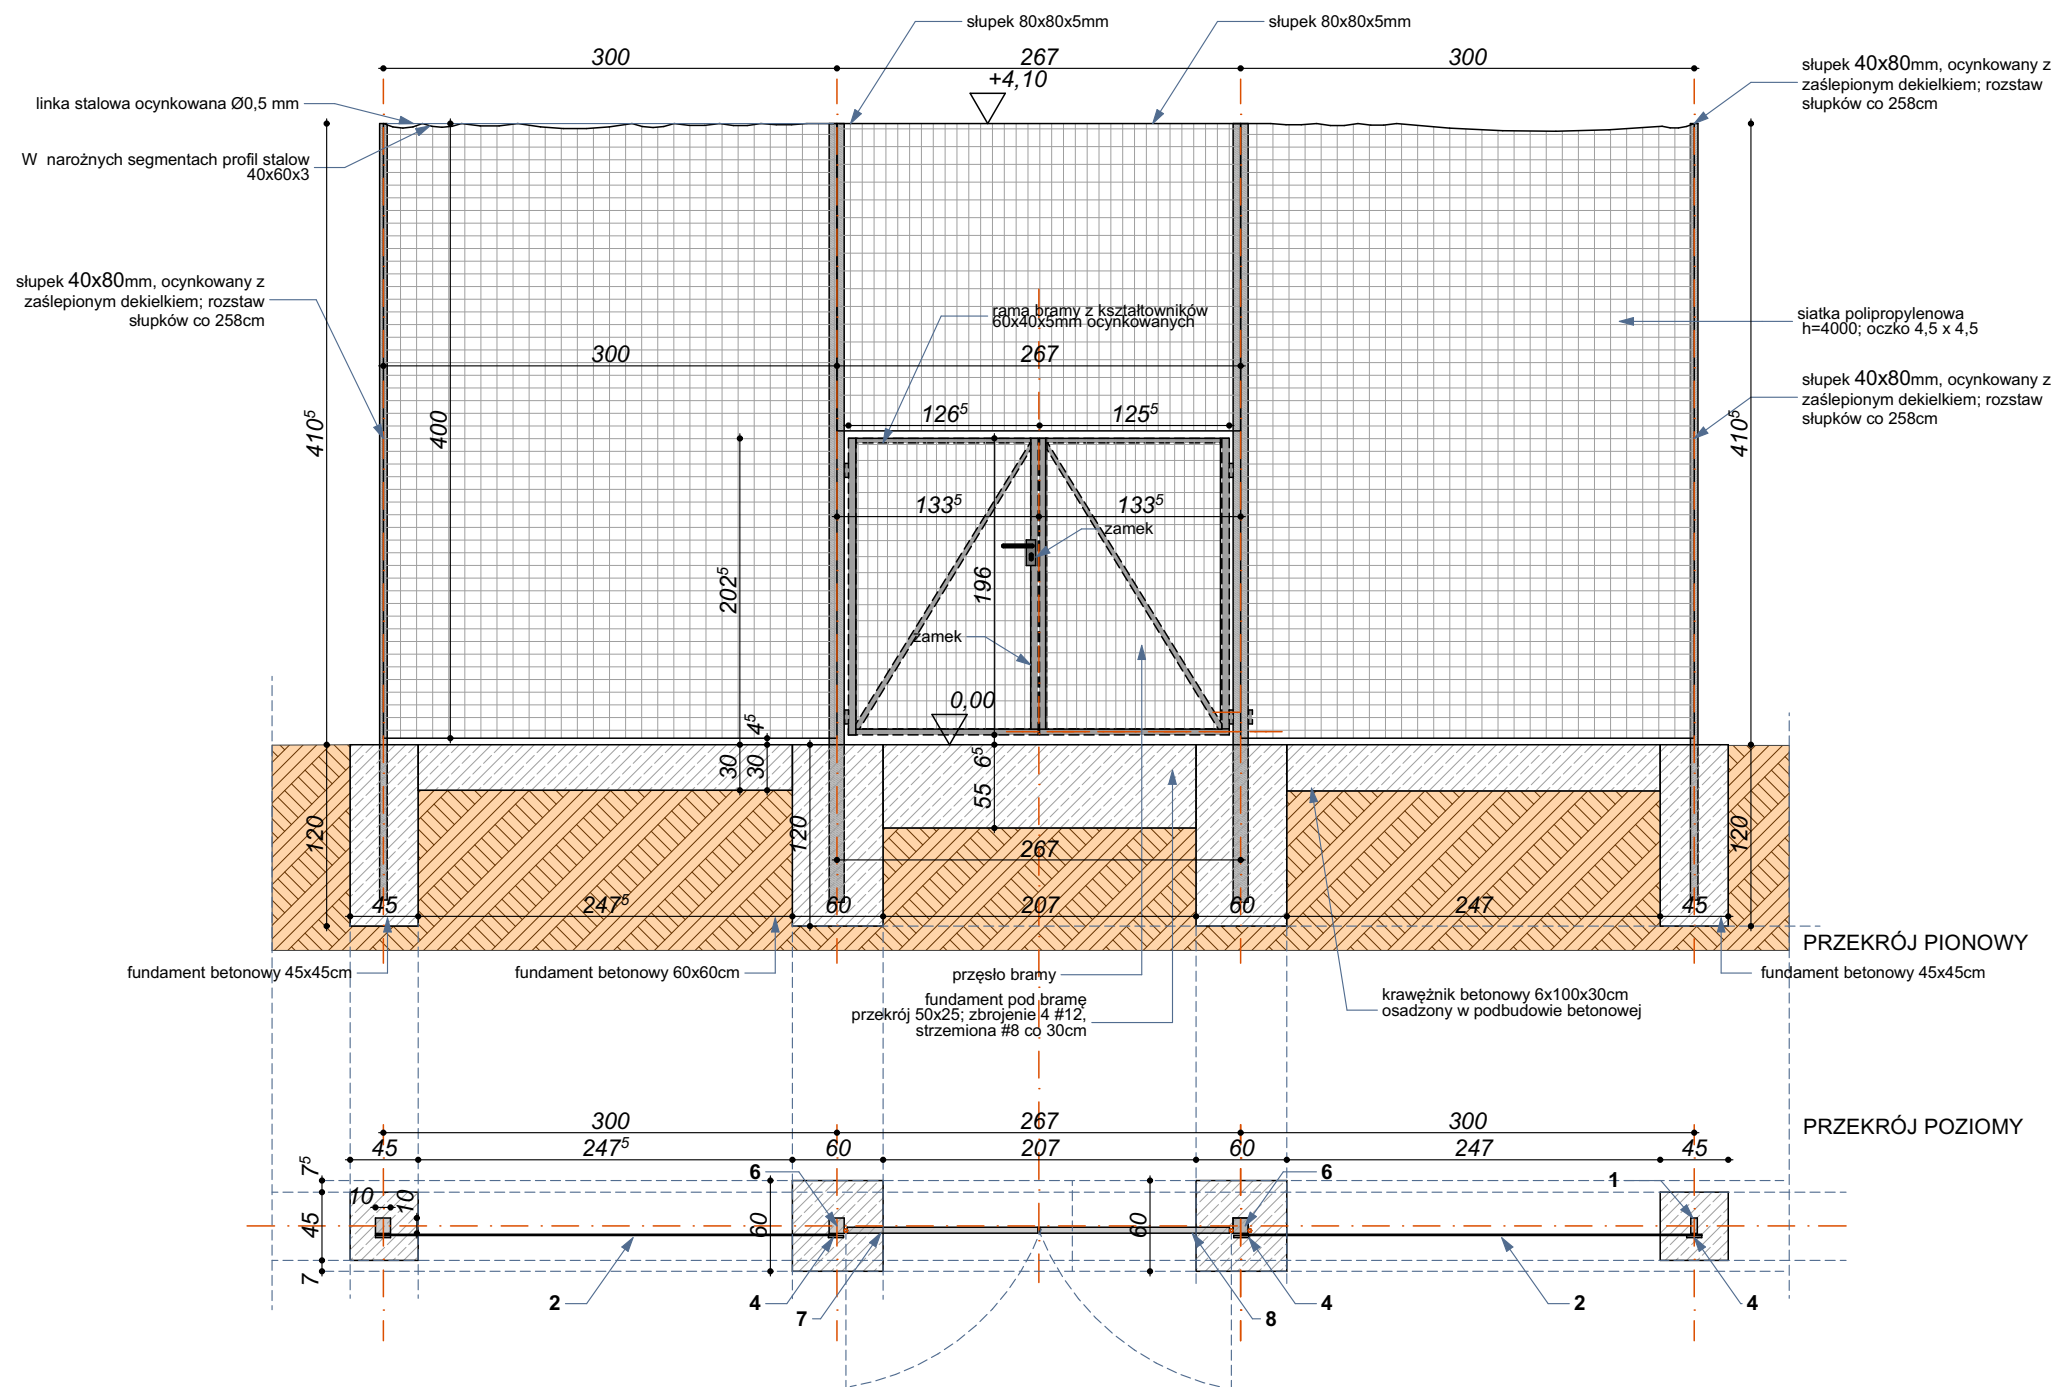 słupek 80x80x5mm
słupek 80x80x5mm
300
267
300
+4,10
słupek 40x80mm, ocynkowany z
zaślepionym dekielkiem; rozstaw
słupków co 258cm
linka stalowa ocynkowana Ø0,5 mm
W narożnych segmentach profil stalow
40x60x3
słupek 40x80mm, ocynkowany z
zaślepionym dekielkiem; rozstaw
słupków co 258cm
rama bramy z kształtowników
60x40x5mm ocynkowanych
siatka polipropylenowa
h=4000; oczko 4,5 x 4,5
300
267
słupek 40x80mm, ocynkowany z
zaślepionym dekielkiem; rozstaw
słupków co 258cm
410⁵
400
126⁵
125⁵
410⁵
133⁵
133⁵
zamek
202⁵
196
zamek
0,00
4⁵
30
30
6⁵
55
120
120
267
120
45
247⁵
60
207
60
247
45
PRZEKRÓJ PIONOWY
fundament betonowy 45x45cm
fundament betonowy 60x60cm
przęsło bramy
fundament betonowy 45x45cm
fundament pod bramę
przekrój 50x25; zbrojenie 4 #12,
strzemiona #8 co 30cm
krawężnik betonowy 6x100x30cm
osadzony w podbudowie betonowej
300
267
300
PRZEKRÓJ POZIOMY
45
247⁵
60
207
60
247
45
7⁵
6
6
1
10
10
45
60
60
7
2
4
7
8
4
2
4